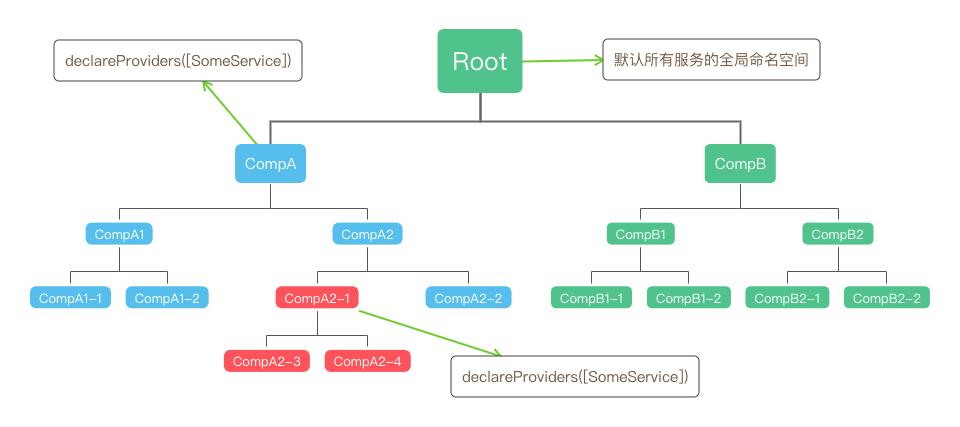 declareProviders([SomeService])
Root
默认所有服务的全局命名空间
CompA
CompB
CompA1
CompA2
CompB1
CompB2
CompA1-1
CompA1-2
CompA2-1
CompA2-2
CompB1-1
CompB1-2
CompB2-1
CompB2-2
CompA2-3
CompA2-4
declareProviders([SomeService])